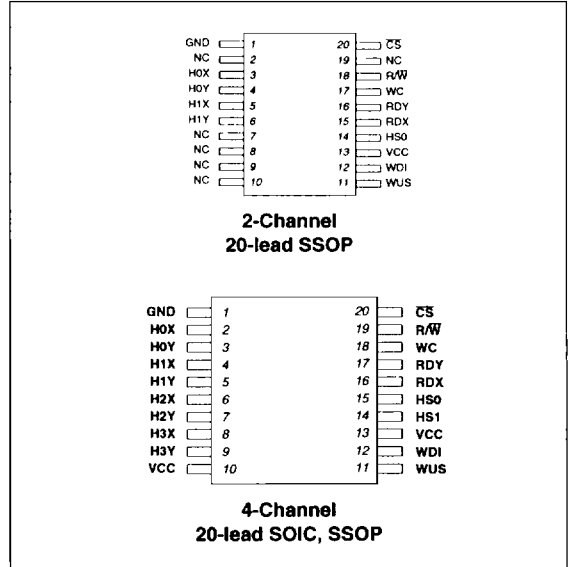 GND 1 20 C̅S̅
NC 2 19 NC
H0X 3 18 R/W̅
H0Y 4 17 WC
H1X 5 16 RDY
H1Y 6 15 RDX
NC 7 14 HS0
NC 8 13 VCC
NC 9 12 WDI
NC 10 11 WUS
2-Channel
20-lead SSOP
GND 1 20 C̅S̅
H0X 2 19 R/W̅
H0Y 3 18 WC
H1X 4 17 RDY
H1Y 5 16 RDX
H2X 6 15 HS0
H2Y 7 14 HS1
H3X 8 13 VCC
H3Y 9 12 WDI
VCC 10 11 WUS
4-Channel
20-lead SOIC, SSOP